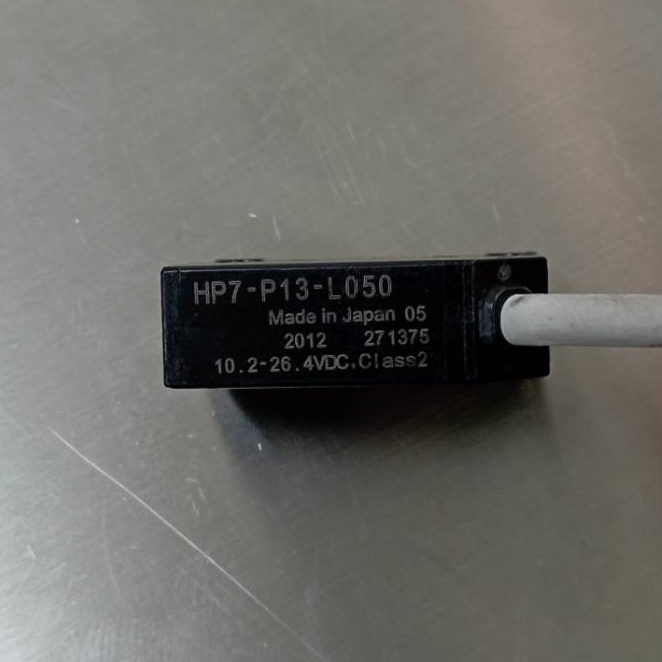 HP7-P13-L050
Made in Japan 05
2012 271375
10.2-26.4VDC,Class2